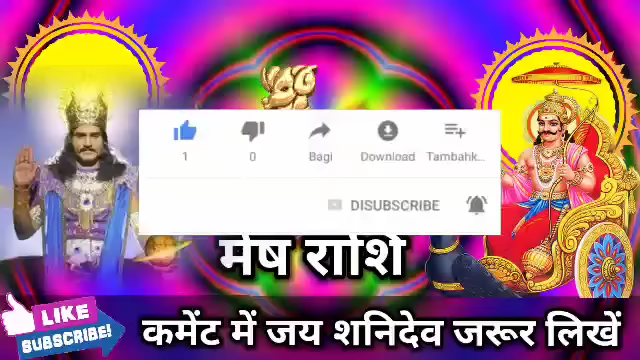 1 0 Bagi Download Tambahk...
DISUBSCRIBE
मेष राशि
LIKE
SUBSCRIBE!
कमेंट में जय शनिदेव जरूर लिखें